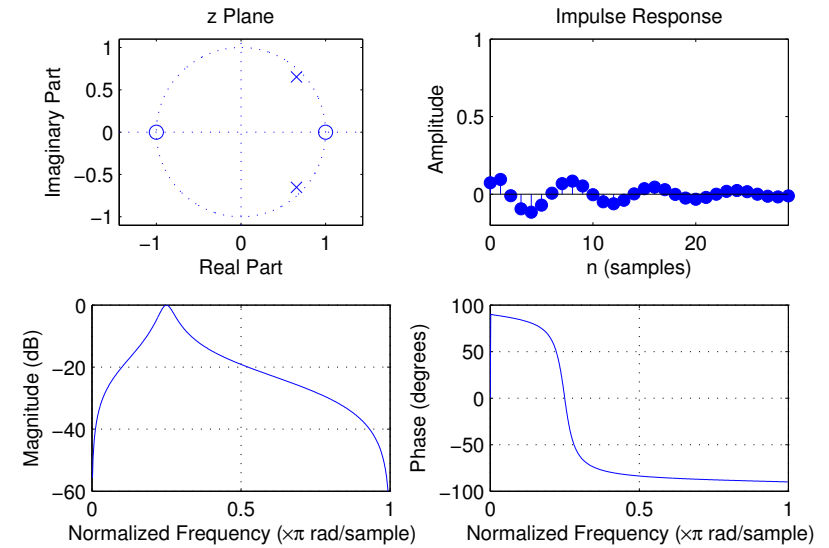 z Plane
1
0.5
0
−0.5
−1
−1 0 1
Real Part
Imaginary Part
Impulse Response
1
0.5
0
0 10 20
n (samples)
Amplitude
0
−20
−40
−60
0 0.5 1
Normalized Frequency (×π rad/sample)
Magnitude (dB)
100
50
0
−50
−100
0 0.5 1
Normalized Frequency (×π rad/sample)
Phase (degrees)